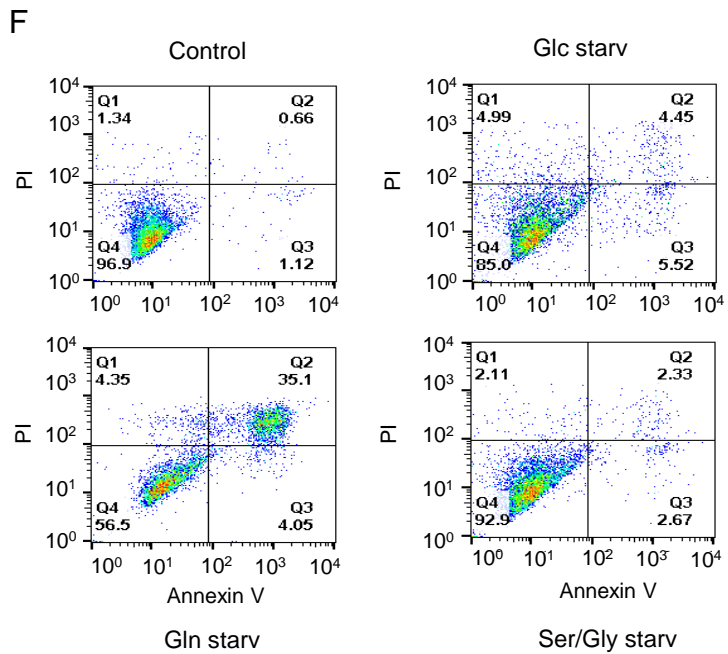 F
Control
Glc starv
10⁴
10³
10²
10¹
10⁰
PI
Q1
1.34
Q2
0.66
Q4
96.9
Q3
1.12
10⁰ 10¹ 10² 10³ 10⁴
10⁴
10³
10²
10¹
10⁰
PI
Q1
4.99
Q2
4.45
Q4
85.0
Q3
5.52
10⁰ 10¹ 10² 10³ 10⁴
10⁴
10³
10²
10¹
10⁰
PI
Q1
4.35
Q2
35.1
Q4
56.5
Q3
4.05
10⁰ 10¹ 10² 10³ 10⁴
Annexin V
Gln starv
10⁴
10³
10²
10¹
10⁰
PI
Q1
2.11
Q2
2.33
Q4
92.9
Q3
2.67
10⁰ 10¹ 10² 10³ 10⁴
Annexin V
Ser/Gly starv